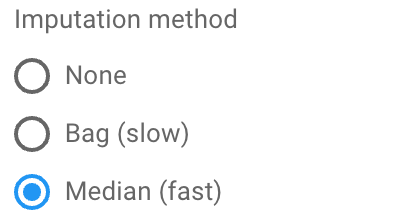 Imputation method
None
Bag (slow)
Median (fast)